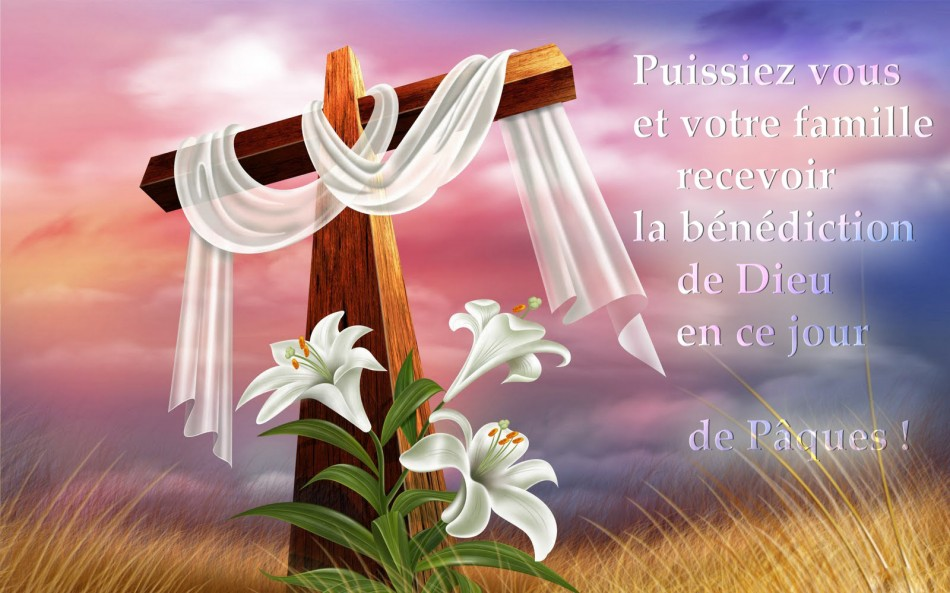 Puissiez vous
et votre famille
recevoir
la bénédiction
de Dieu
en ce jour
de Pâques !